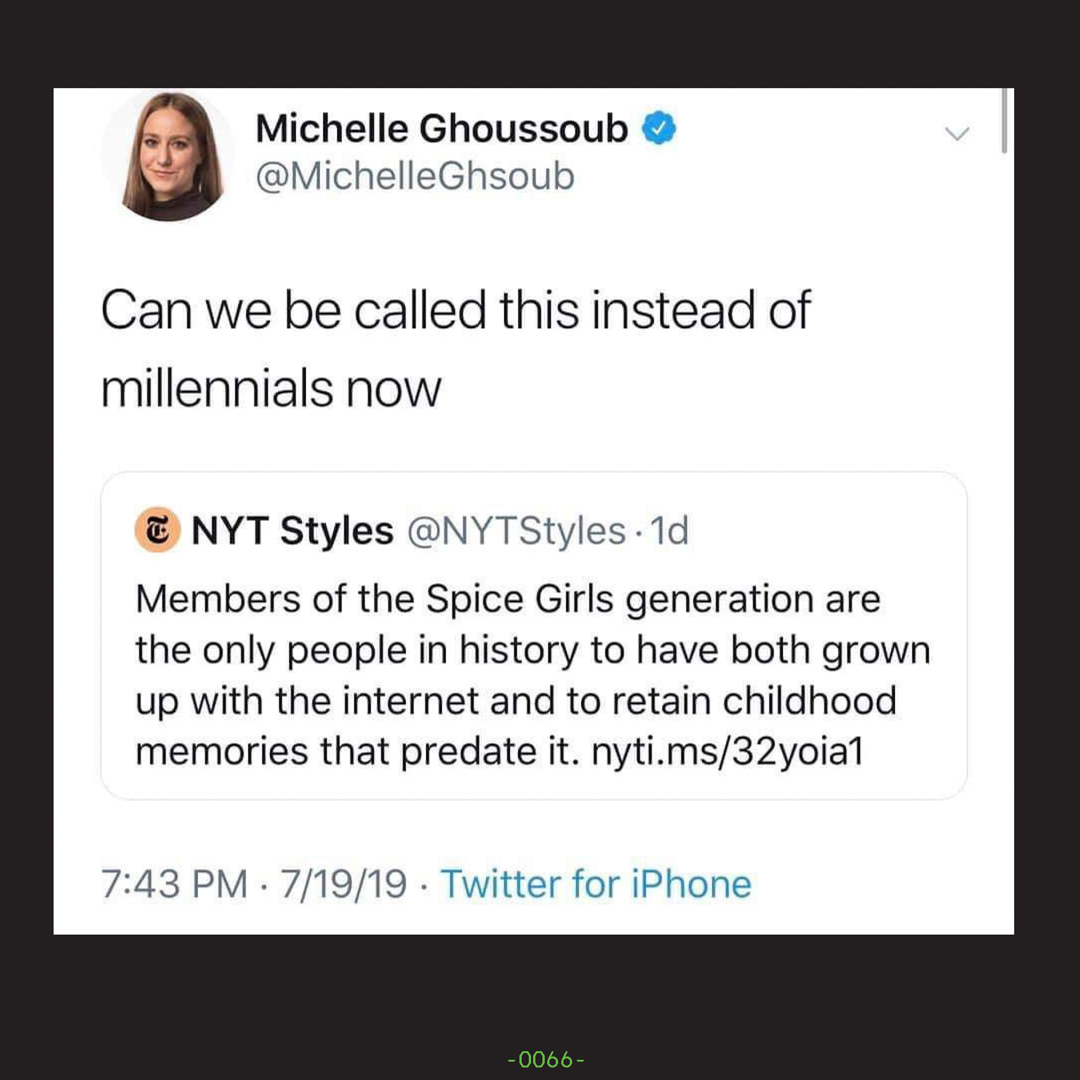 Michelle Ghoussoub
@MichelleGhsoub
Can we be called this instead of
millennials now
NYT Styles @NYTStyles · 1d
Members of the Spice Girls generation are
the only people in history to have both grown
up with the internet and to retain childhood
memories that predate it. nyti.ms/32yoia1
7:43 PM · 7/19/19 · Twitter for iPhone
-0066-